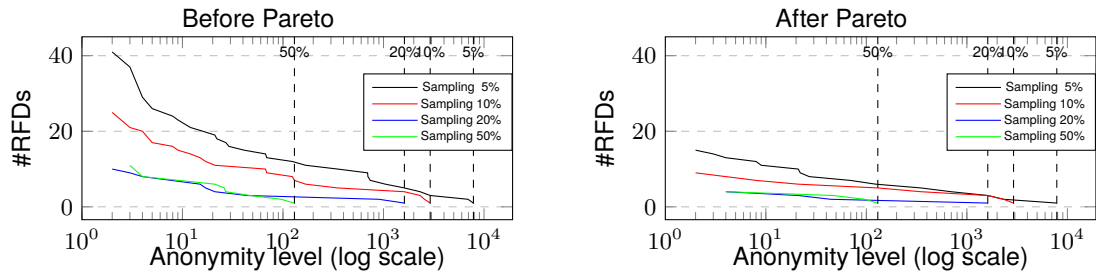 Before Pareto
50% 20% 10% 5%
40
20
0
#RFDs
Sampling 5%
Sampling 10%
Sampling 20%
Sampling 50%
10^0 10^1 10^2 10^3 10^4
Anonymity level (log scale)
After Pareto
50% 20% 10% 5%
40
20
0
#RFDs
Sampling 5%
Sampling 10%
Sampling 20%
Sampling 50%
10^0 10^1 10^2 10^3 10^4
Anonymity level (log scale)